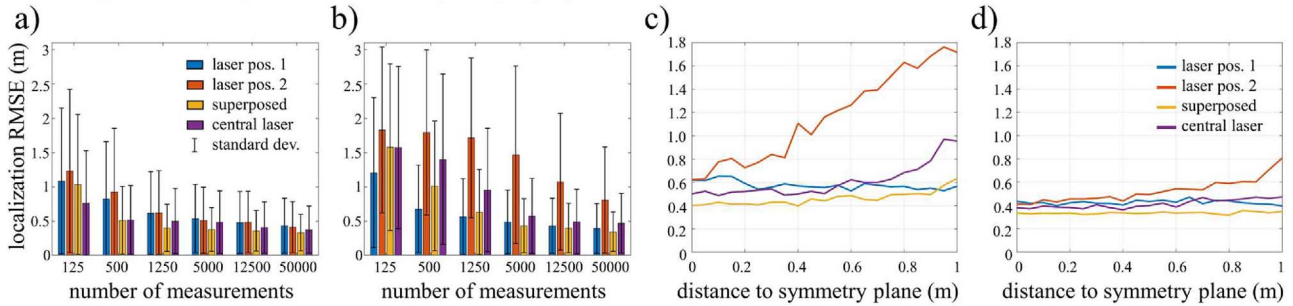 a)
localization RMSE (m)
3
2.5
2
1.5
1
0.5
0
125 500 1250 5000 12500 50000
number of measurements
laser pos. 1
laser pos. 2
superposed
central laser
standard dev.
b)
3
2.5
2
1.5
1
0.5
0
125 500 1250 5000 12500 50000
number of measurements
c)
1.8
1.6
1.4
1.2
1.0
0.8
0.6
0.4
0.2
0
0 0.2 0.4 0.6 0.8 1
distance to symmetry plane (m)
d)
1.8
1.6
1.4
1.2
1.0
0.8
0.6
0.4
0.2
0
0 0.2 0.4 0.6 0.8 1
distance to symmetry plane (m)
laser pos. 1
laser pos. 2
superposed
central laser